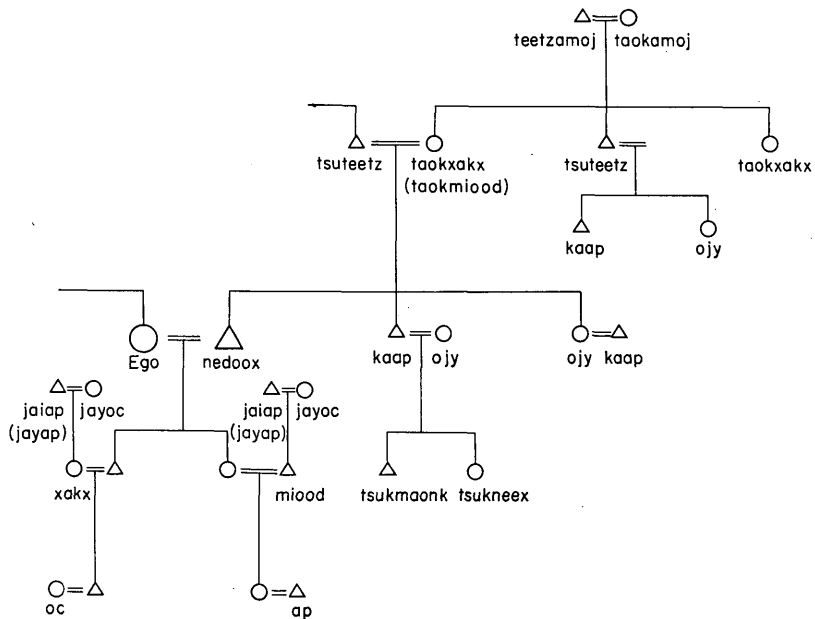 teetzamoj taokamoj
tsuteetz taokxakx tsuteetz taokxakx
(taokmiood)
kaap ojy
Ego nedoox kaap ojy ojy kaap
jaiap jayoc jaiap jayoc
(jayap) (jayap)
xakx miood tsukmaonk tsukneex
oc ap